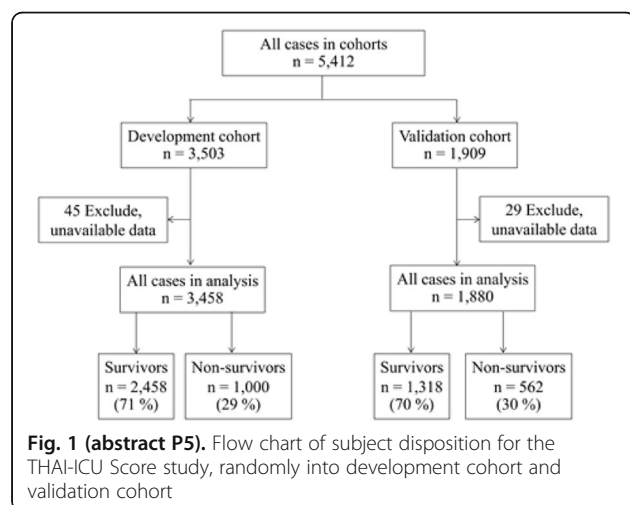 All cases in cohorts
n = 5,412
Development cohort
n = 3,503
Validation cohort
n = 1,909
45 Exclude,
unavailable data
29 Exclude,
unavailable data
All cases in analysis
n = 3,458
All cases in analysis
n = 1,880
Survivors
n = 2,458
(71 %)
Non-survivors
n = 1,000
(29 %)
Survivors
n = 1,318
(70 %)
Non-survivors
n = 562
(30 %)
Fig. 1 (abstract P5). Flow chart of subject disposition for the
THAI-ICU Score study, randomly into development cohort and
validation cohort